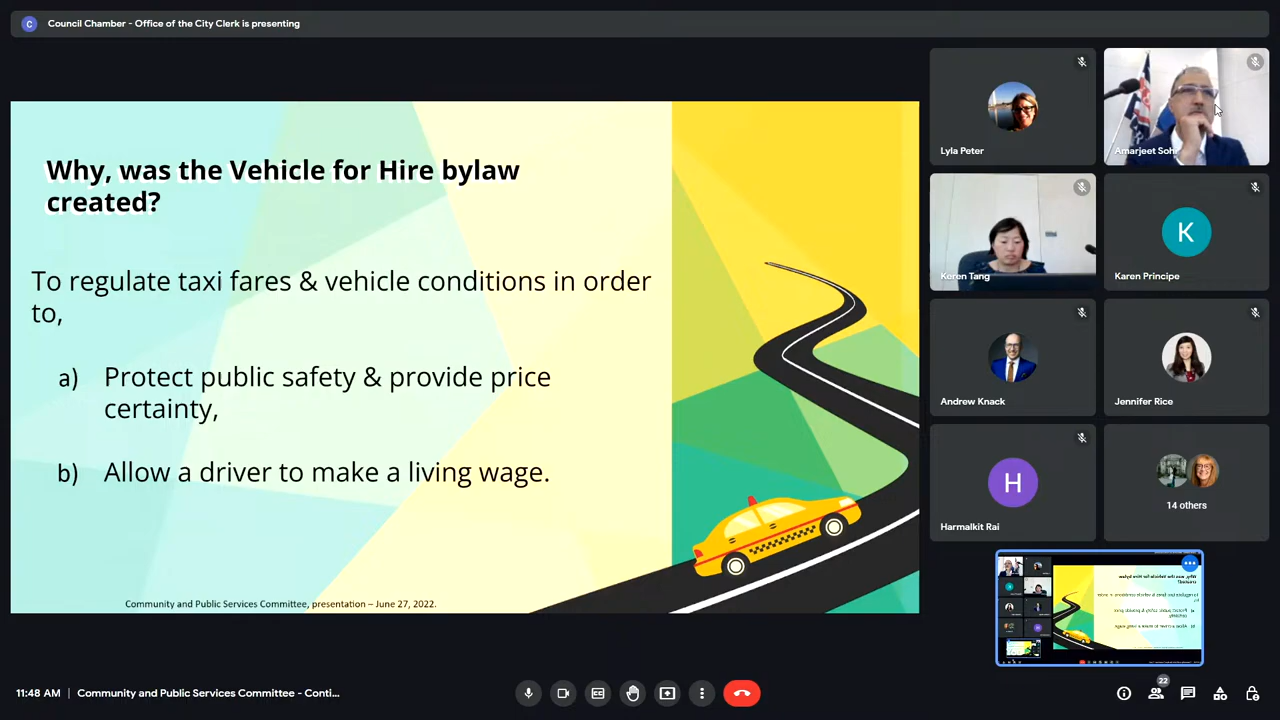 C
Council Chamber - Office of the City Clerk is presenting
Why, was the Vehicle for Hire bylaw
created?
To regulate taxi fares & vehicle conditions in order
to,
a) Protect public safety & provide price
certainty,
b) Allow a driver to make a living wage.
Community and Public Services Committee, presentation – June 27, 2022.
Lyla Peter
Amarjeet Sohi
Keren Tang
K
Karen Principe
Andrew Knack
Jennifer Rice
H
Harmalkit Rai
14 others
11:48 AM | Community and Public Services Committee - Conti...
22